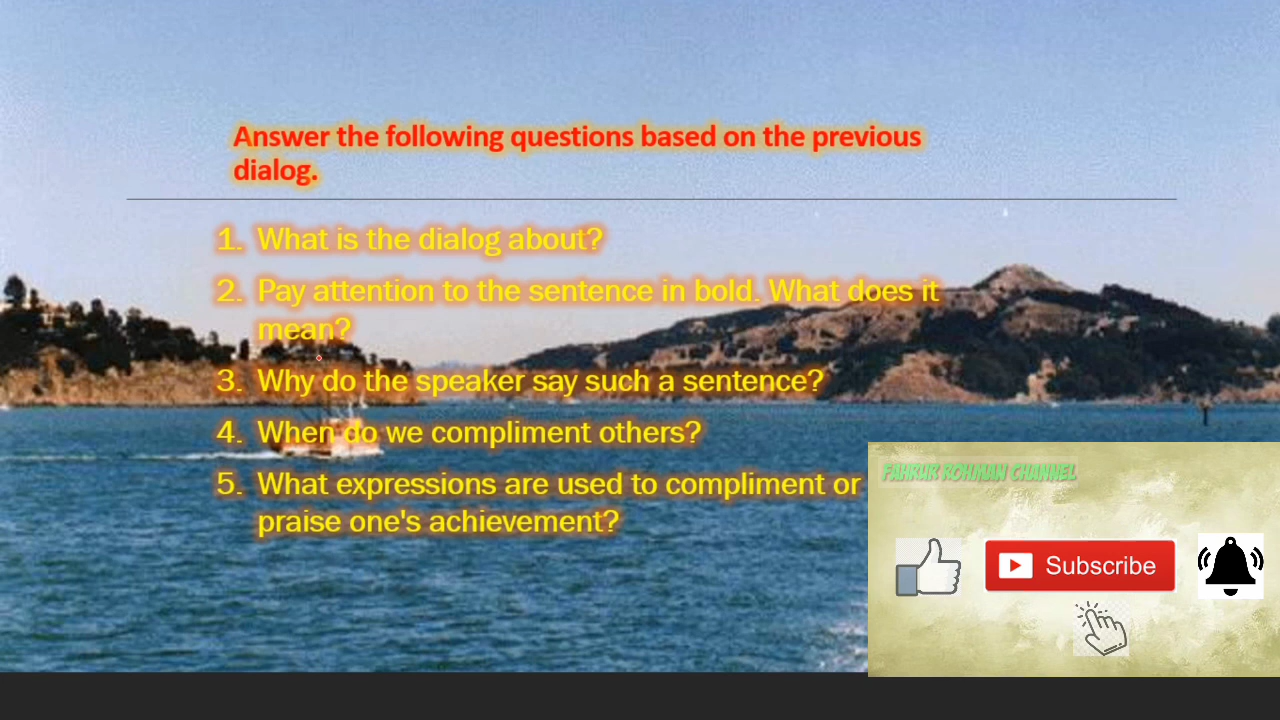 Answer the following questions based on the previous
dialog.
1. What is the dialog about?
2. Pay attention to the sentence in bold. What does it
mean?
3. Why do the speaker say such a sentence?
4. When do we compliment others?
5. What expressions are used to compliment or
praise one's achievement?
FAHRUR ROHMAN CHANNEL
Subscribe